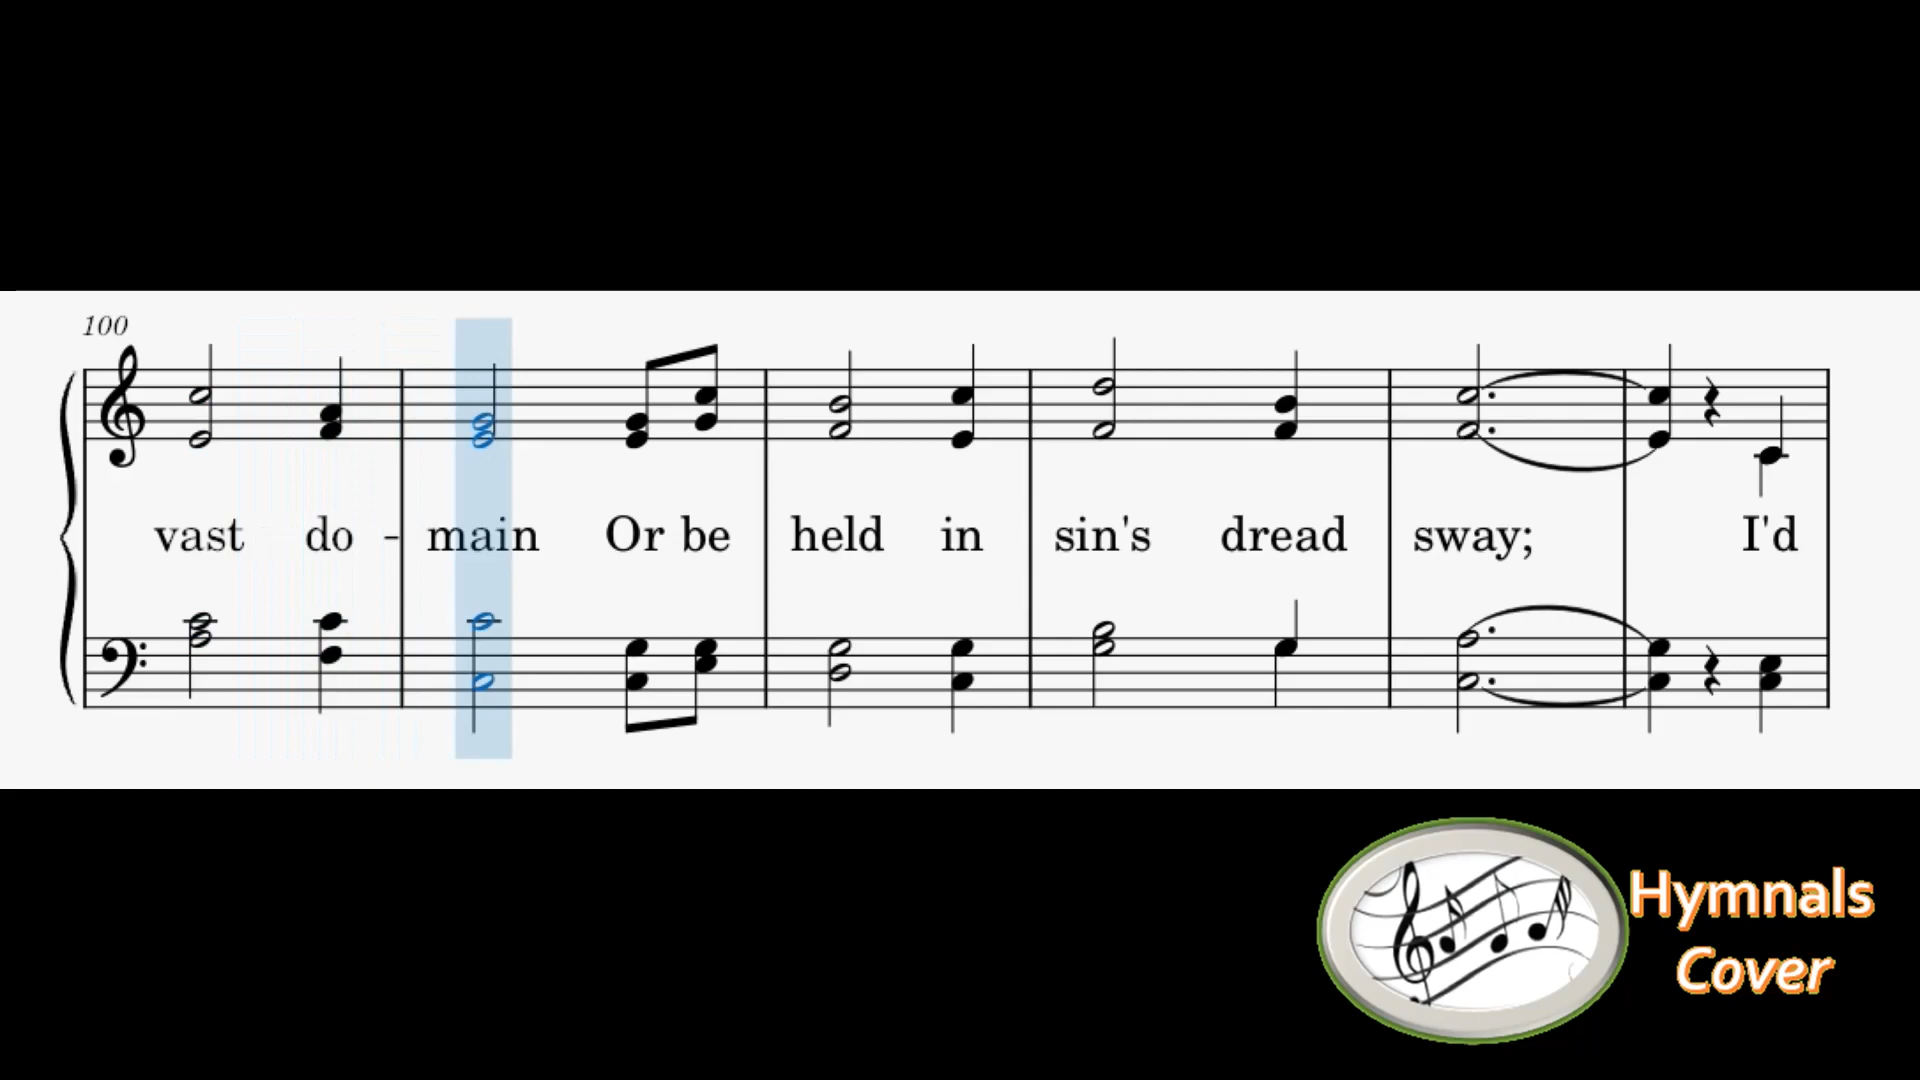 100
vast do - main Or be held in sin's dread sway; I'd
Hymnals
Cover